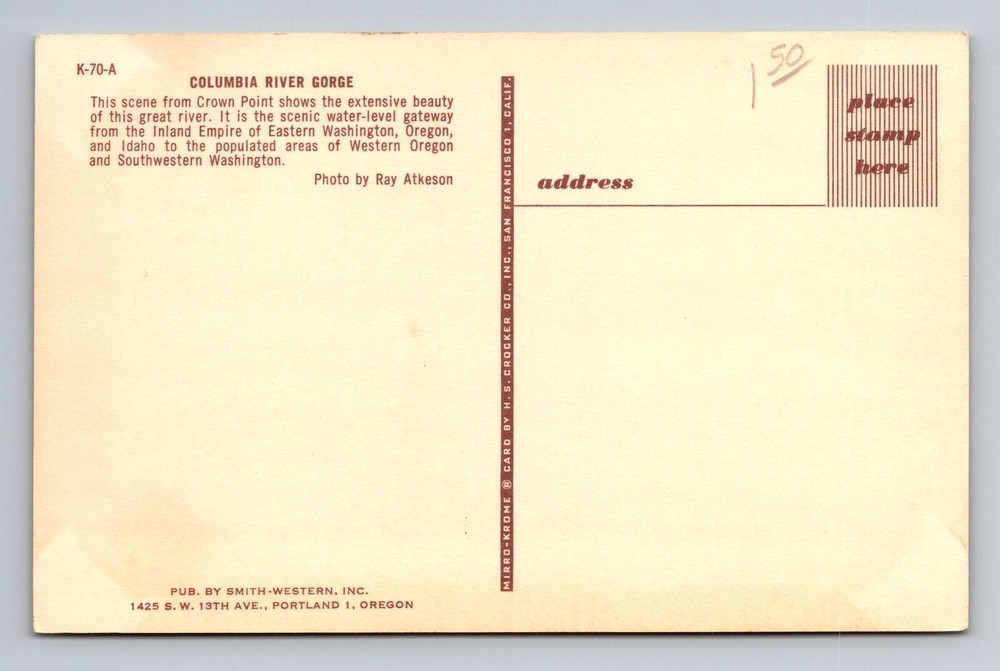 K-70-A
COLUMBIA RIVER GORGE
This scene from Crown Point shows the extensive beauty
of this great river. It is the scenic water-level gateway
from the Inland Empire of Eastern Washington, Oregon,
and Idaho to the populated areas of Western Oregon
and Southwestern Washington.
Photo by Ray Atkeson
PUB. BY SMITH-WESTERN, INC.
1425 S. W. 13TH AVE., PORTLAND 1, OREGON
MIRRO-KROME ® CARD BY H. S. CROCKER CO., INC., SAN FRANCISCO 1, CALIF.
1 50
place
stamp
here
address